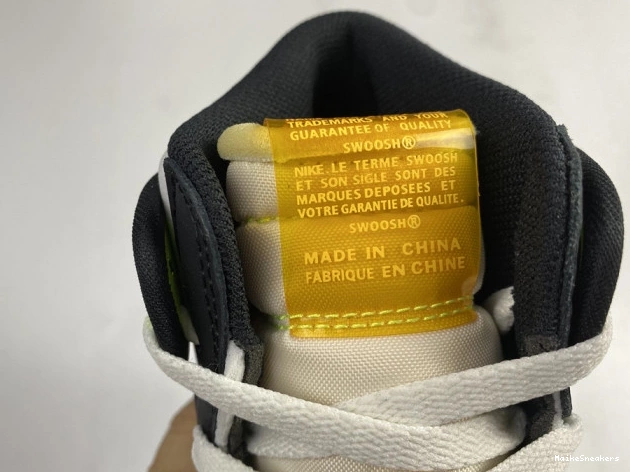 TRADEMARKS AND YOUR
GUARANTEE OF QUALITY
SWOOSH®
NIKE. LE TERME SWOOSH
ET SON SIGLE SONT DES
MARQUES DEPOSEES ET
VOTRE GARANTIE DE QUALITE.
SWOOSH®
MADE IN CHINA
FABRIQUE EN CHINE
MaikeSneakers